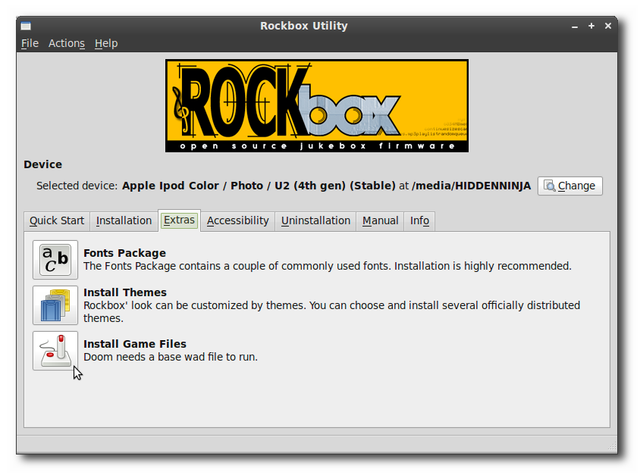 Rockbox Utility
File Actions Help
ROCKbox
open source jukebox firmware
Device
Selected device: Apple Ipod Color / Photo / U2 (4th gen) (Stable) at /media/HIDDENNINJA Change
Quick Start Installation Extras Accessibility Uninstallation Manual Info
a b c
Fonts Package
The Fonts Package contains a couple of commonly used fonts. Installation is highly recommended.
Install Themes
Rockbox' look can be customized by themes. You can choose and install several officially distributed
themes.
Install Game Files
Doom needs a base wad file to run.